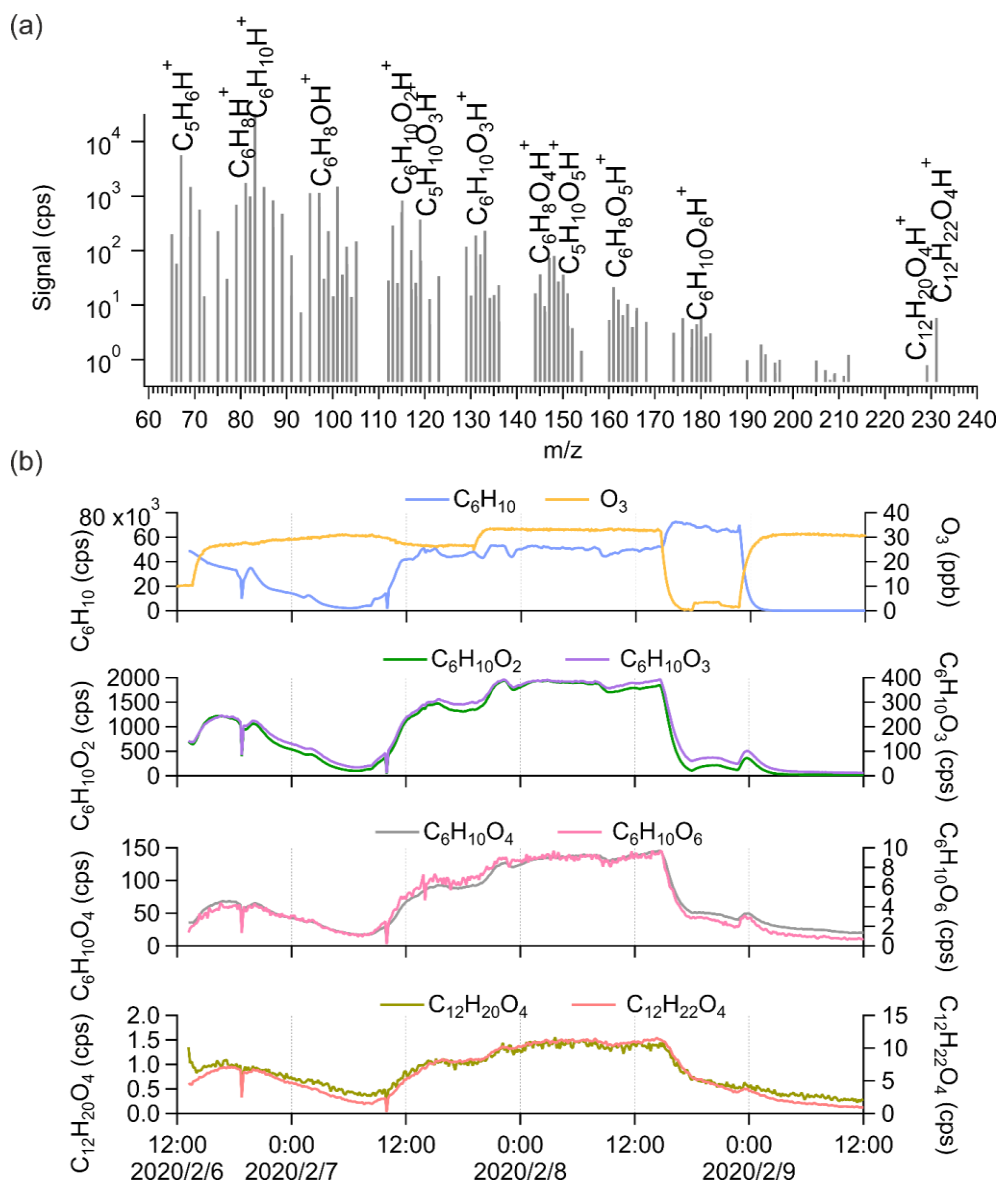 (a)
C5H6H+
C6H8H+
C6H10H+
C6H8OH+
C6H10O2H+
C5H10O3H+
C6H10O3H+
C6H8O4H+
C5H10O5H+
C6H8O5H+
C6H10O6H+
C12H20O4H+
C12H22O4H+
Signal (cps)
10^4
10^3
10^2
10^1
10^0
60 70 80 90 100 110 120 130 140 150 160 170 180 190 200 210 220 230 240
m/z
(b)
C6H10 O3
80 x10^3
60
40
20
0
C6H10 (cps)
40
30
20
10
0
O3 (ppb)
C6H10O2 C6H10O3
2000
1500
1000
500
0
C6H10O2 (cps)
400
300
200
100
0
C6H10O3 (cps)
C6H10O4 C6H10O6
150
100
50
0
C6H10O4 (cps)
10
8
6
4
2
0
C6H10O6 (cps)
C12H20O4 C12H22O4
2.0
1.5
1.0
0.5
0.0
C12H20O4 (cps)
15
10
5
0
C12H22O4 (cps)
12:00 0:00 12:00 0:00 12:00 0:00 12:00
2020/2/6 2020/2/7 2020/2/8 2020/2/9